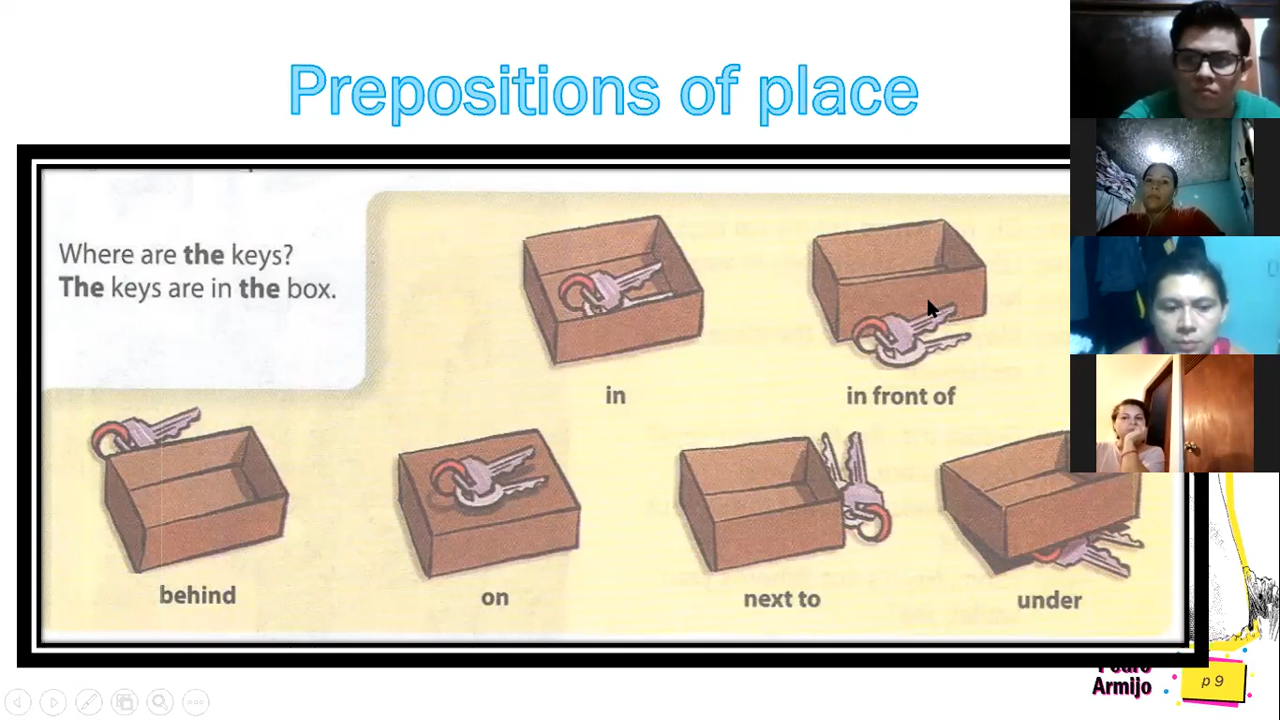 Prepositions of place
Where are the keys?
The keys are in the box.
in
in front of
behind
on
next to
under
Pedro
Armijo
p 9